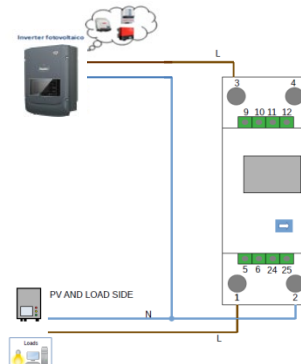 Inverter fotovoltaico
L
3 4
9 10 11 12
5 6 24 25
1 2
PV AND LOAD SIDE
N
L
Loads